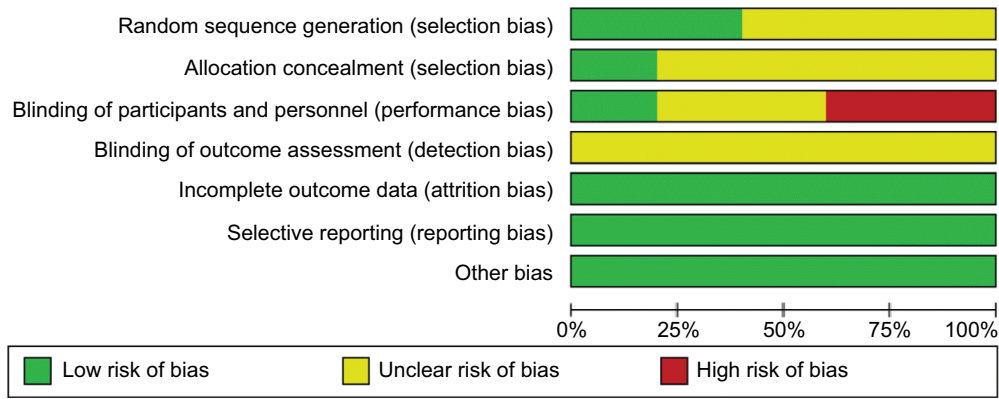 Random sequence generation (selection bias)
Allocation concealment (selection bias)
Blinding of participants and personnel (performance bias)
Blinding of outcome assessment (detection bias)
Incomplete outcome data (attrition bias)
Selective reporting (reporting bias)
Other bias
0% 25% 50% 75% 100%
Low risk of bias Unclear risk of bias High risk of bias